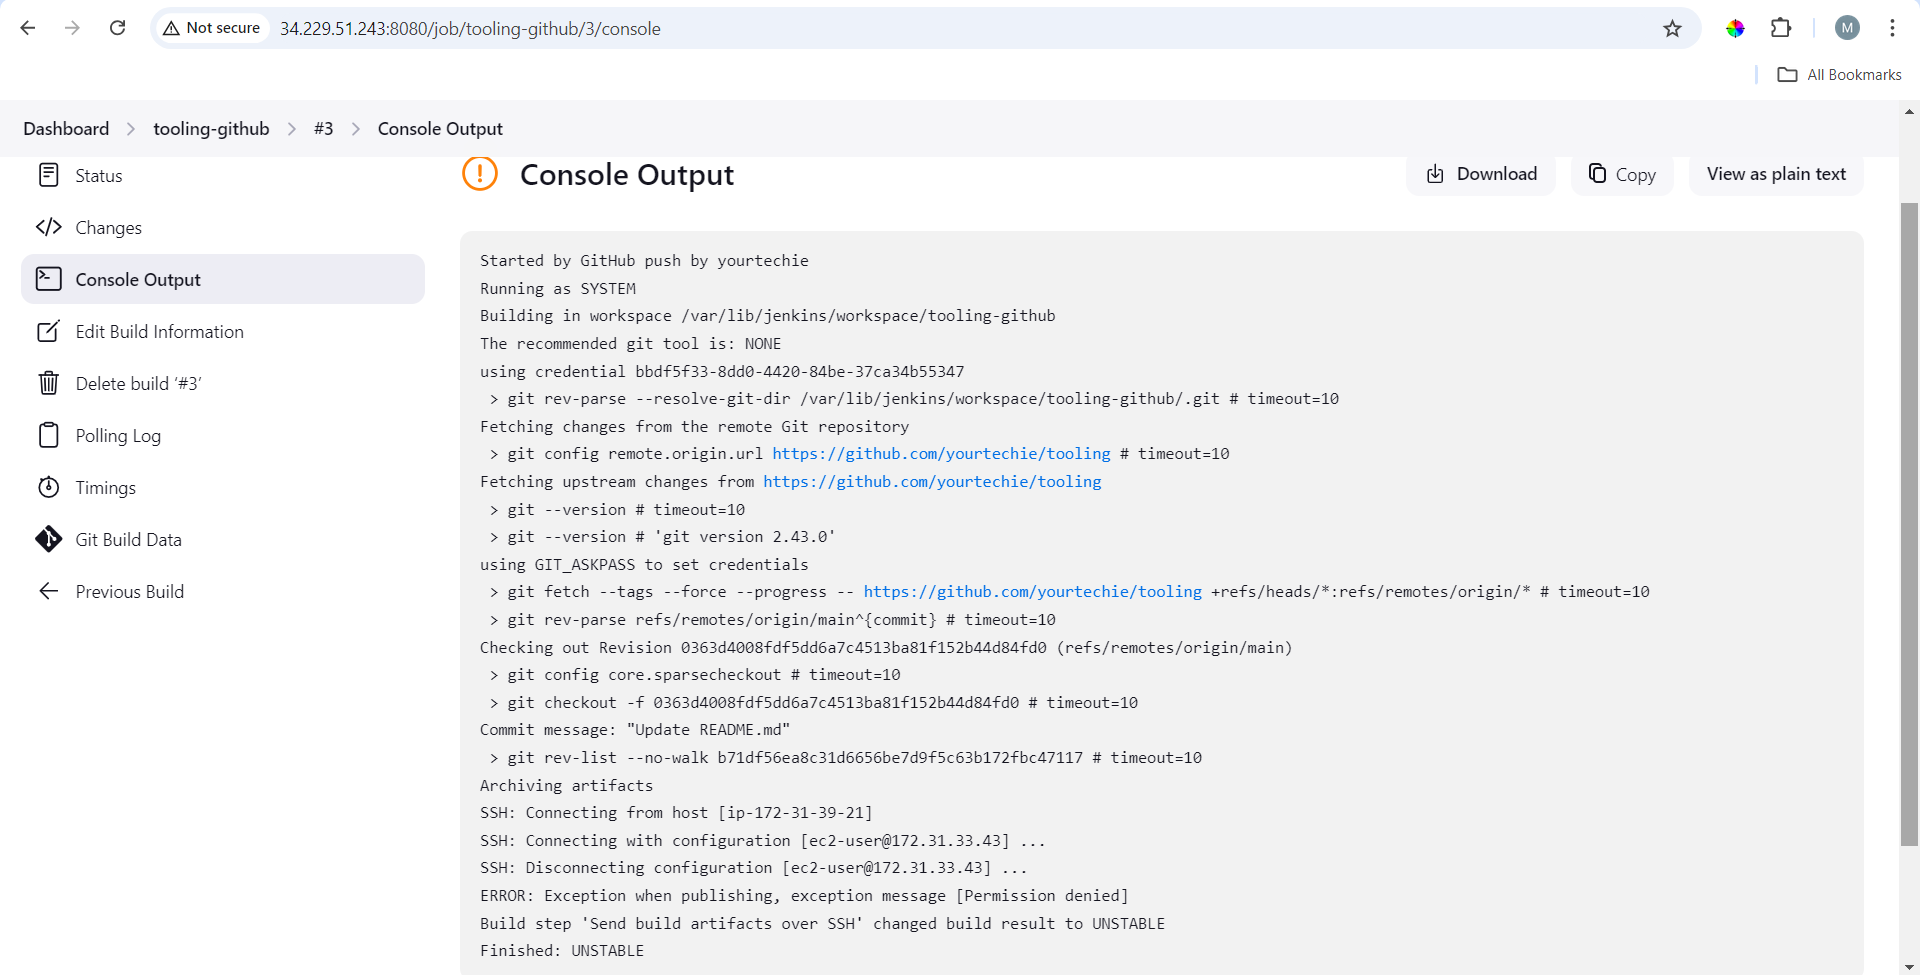 Not secure 34.229.51.243:8080/job/tooling-github/3/console M
All Bookmarks
Dashboard > tooling-github > #3 > Console Output
Status
Changes
Console Output
Edit Build Information
Delete build ‘#3’
Polling Log
Timings
Git Build Data
Previous Build
Console Output
Download Copy View as plain text
Started by GitHub push by yourtechie
Running as SYSTEM
Building in workspace /var/lib/jenkins/workspace/tooling-github
The recommended git tool is: NONE
using credential bbdf5f33-8dd0-4420-84be-37ca34b55347
> git rev-parse --resolve-git-dir /var/lib/jenkins/workspace/tooling-github/.git # timeout=10
Fetching changes from the remote Git repository
> git config remote.origin.url https://github.com/yourtechie/tooling # timeout=10
Fetching upstream changes from https://github.com/yourtechie/tooling
> git --version # timeout=10
> git --version # 'git version 2.43.0'
using GIT_ASKPASS to set credentials
> git fetch --tags --force --progress -- https://github.com/yourtechie/tooling +refs/heads/*:refs/remotes/origin/* # timeout=10
> git rev-parse refs/remotes/origin/main^{commit} # timeout=10
Checking out Revision 0363d4008fdf5dd6a7c4513ba81f152b44d84fd0 (refs/remotes/origin/main)
> git config core.sparsecheckout # timeout=10
> git checkout -f 0363d4008fdf5dd6a7c4513ba81f152b44d84fd0 # timeout=10
Commit message: "Update README.md"
> git rev-list --no-walk b71df56ea8c31d6656be7d9f5c63b172fbc47117 # timeout=10
Archiving artifacts
SSH: Connecting from host [ip-172-31-39-21]
SSH: Connecting with configuration [ec2-user@172.31.33.43] ...
SSH: Disconnecting configuration [ec2-user@172.31.33.43] ...
ERROR: Exception when publishing, exception message [Permission denied]
Build step 'Send build artifacts over SSH' changed build result to UNSTABLE
Finished: UNSTABLE